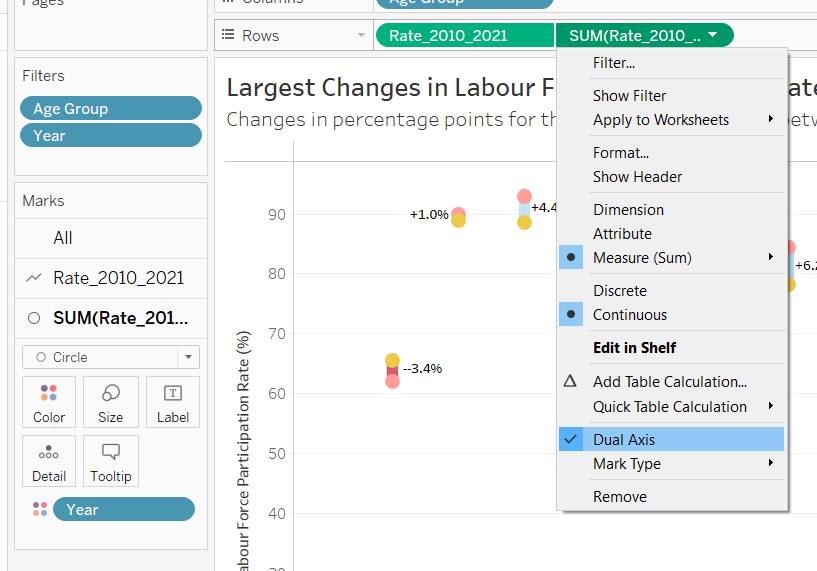 Pages
Columns
Age Group
Rows
Rate_2010_2021
SUM(Rate_2010_..
Filters
Age Group
Year
Marks
All
Rate_2010_2021
SUM(Rate_201...
Circle
Color
Size
Label
Detail
Tooltip
Year
Largest Changes in Labour F
ate
Changes in percentage points for th
etw
abour Force Participation Rate (%)
90
80
70
60
50
40
30
+1.0%
+4.4
+6.2
--3.4%
Filter...
Show Filter
Apply to Worksheets
Format...
Show Header
Dimension
Attribute
Measure (Sum)
Discrete
Continuous
Edit in Shelf
Add Table Calculation...
Quick Table Calculation
Dual Axis
Mark Type
Remove